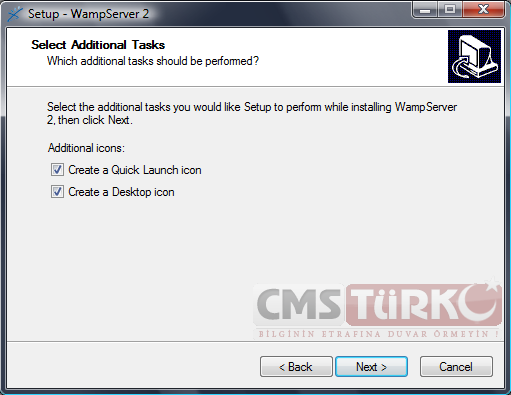 Setup - WampServer 2
Select Additional Tasks
Which additional tasks should be performed?
Select the additional tasks you would like Setup to perform while installing WampServer
2, then click Next.
Additional icons:
Create a Quick Launch icon
Create a Desktop icon
CMS TÜRK
BİLGİNİN ETRAFINA DUVAR ÖRMEYİN !
< Back
Next >
Cancel